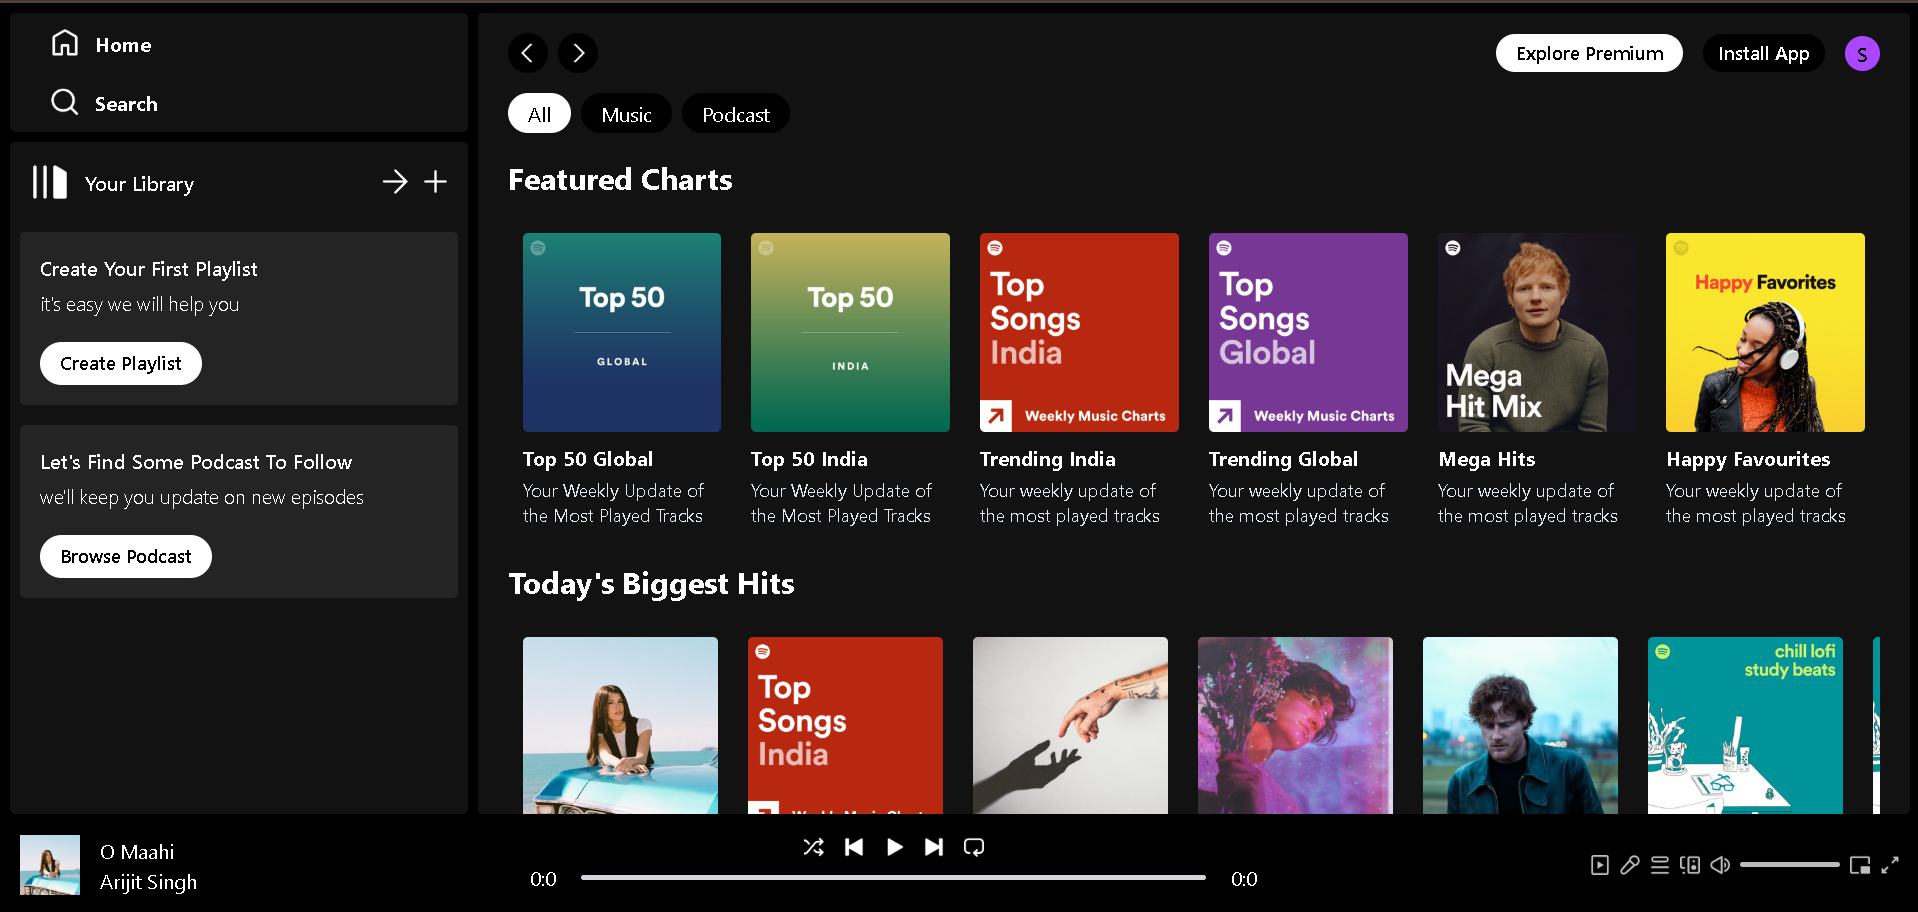 Home
Search
Your Library
Create Your First Playlist
it's easy we will help you
Create Playlist
Let's Find Some Podcast To Follow
we'll keep you update on new episodes
Browse Podcast
Explore Premium
Install App
S
All
Music
Podcast
Featured Charts
Top 50
GLOBAL
Top 50 Global
Your Weekly Update of
the Most Played Tracks
Top 50
INDIA
Top 50 India
Your Weekly Update of
the Most Played Tracks
Top
Songs
India
Weekly Music Charts
Trending India
Your weekly update of
the most played tracks
Top
Songs
Global
Weekly Music Charts
Trending Global
Your weekly update of
the most played tracks
Mega
Hit Mix
Mega Hits
Your weekly update of
the most played tracks
Happy Favorites
Happy Favourites
Your weekly update of
the most played tracks
Today's Biggest Hits
Top
Songs
India
Weekly Music Charts
chill lofi
study beats
O Maahi
Arijit Singh
0:0
0:0